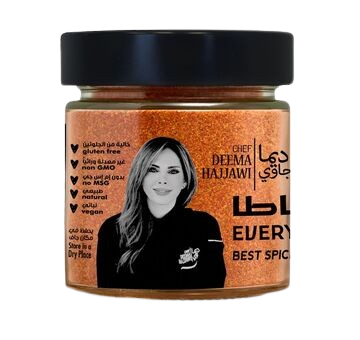 خالية من الجلوتين
gluten free
غير معدلة وراثيًا
non GMO
بدون إم إس جي
no MSG
طبيعي
natural
نباتي
vegan
يحفظ في
مكان جاف
Store in a
Dry Place
CHEF
DEEMA
HAJJAWI
ديما
حجاوي
EVERY
BEST SPIC